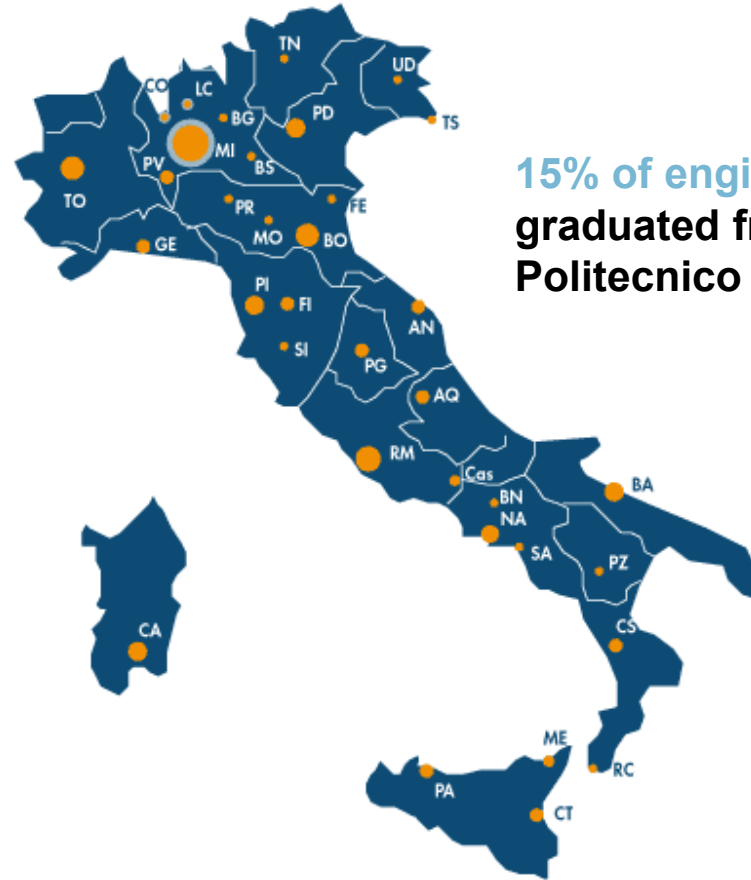 TN
UD
CO
LC
BG
PD
TS
MI
BS
PV
TO
PR
FE
MO
BO
GE
PI
FI
AN
SI
PG
AQ
RM
Cas
BA
BN
NA
SA
PZ
CA
CS
ME
RC
PA
CT
15% of engi
graduated fr
Politecnico